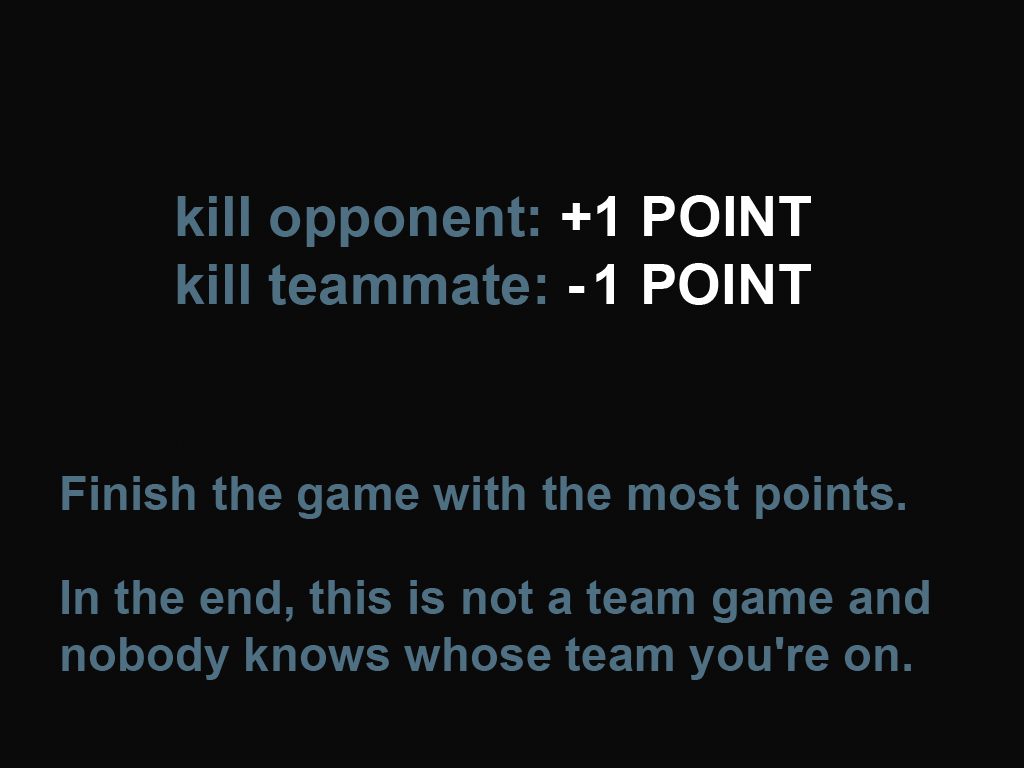 kill opponent: +1 POINT
kill teammate: -1 POINT
Finish the game with the most points.
In the end, this is not a team game and
nobody knows whose team you're on.